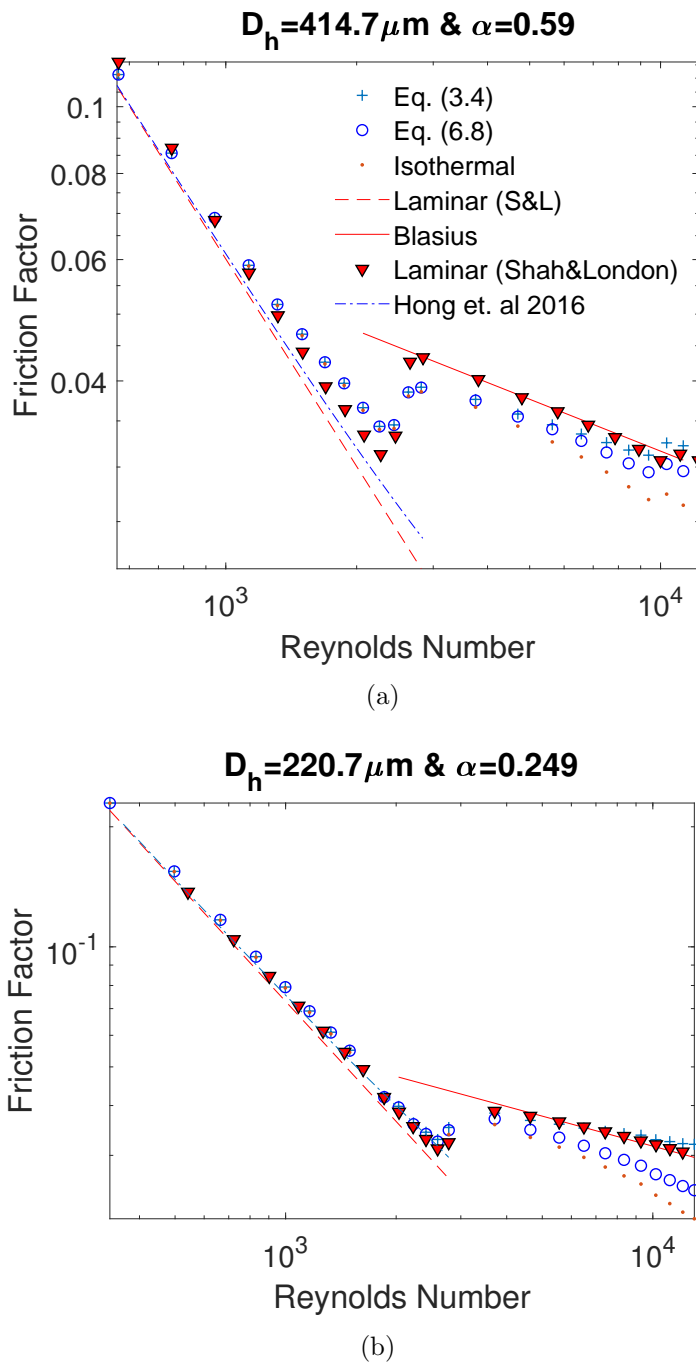 D_h=414.7μm & α=0.59
Eq. (3.4)
Eq. (6.8)
Isothermal
Laminar (S&L)
Blasius
Laminar (Shah&London)
Hong et. al 2016
0.1
0.08
0.06
0.04
Friction Factor
10^3
10^4
Reynolds Number
(a)
D_h=220.7μm & α=0.249
10^-1
Friction Factor
10^3
10^4
Reynolds Number
(b)